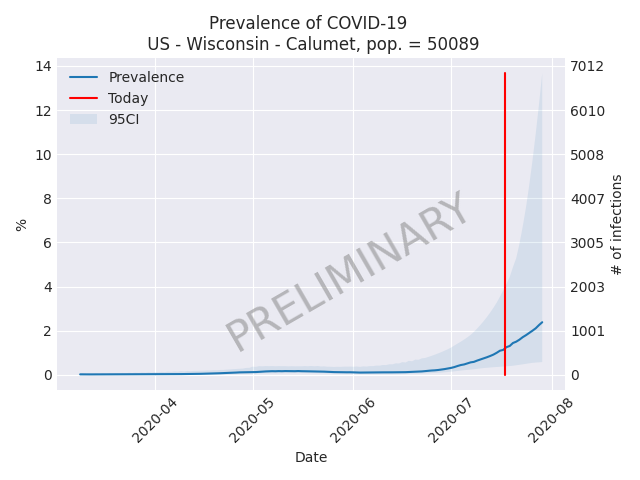 Prevalence of COVID-19
US - Wisconsin - Calumet, pop. = 50089
Prevalence
Today
95CI
14
12
10
8
6
4
2
0
%
7012
6010
5008
4007
3005
2003
1001
0
# of infections
PRELIMINARY
2020-04
2020-05
2020-06
2020-07
2020-08
Date